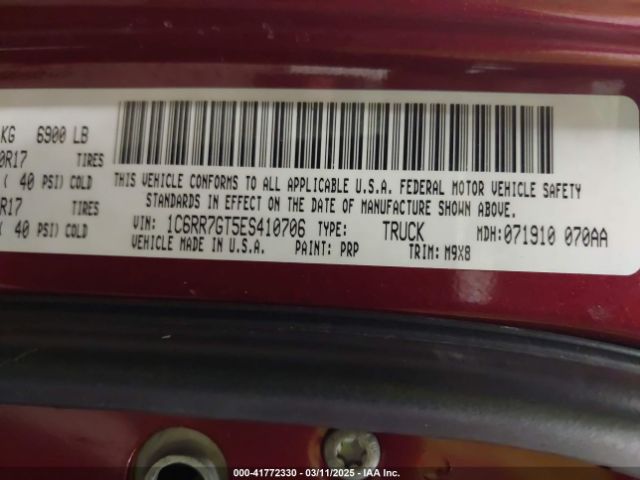 KG 6900 LB
0R17 TIRES
( 40 PSI) COLD
R17 TIRES
( 40 PSI) COLD
THIS VEHICLE CONFORMS TO ALL APPLICABLE U.S.A. FEDERAL MOTOR VEHICLE SAFETY
STANDARDS IN EFFECT ON THE DATE OF MANUFACTURE SHOWN ABOVE.
VIN: 1C6RR7GT5ES410706 TYPE: TRUCK MDH:071910 070AA
VEHICLE MADE IN U.S.A. PAINT: PRP TRIM: M9X8
000-41772330 - 03/11/2025 - IAA Inc.